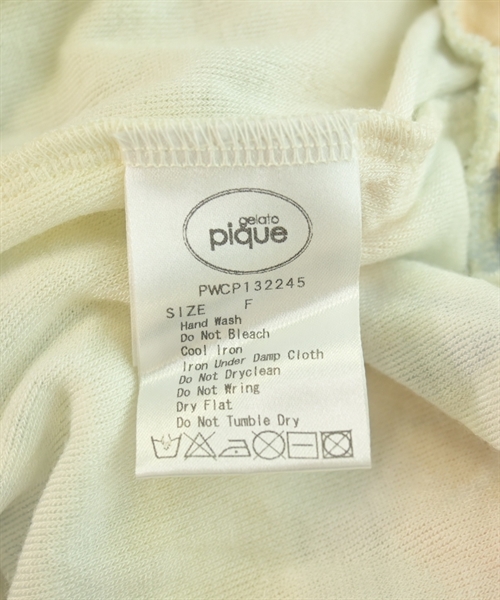 gelato
pique
PWCP132245
SIZE F
Hand Wash
Do Not Bleach
Cool Iron
Iron Under Damp Cloth
Do Not Dryclean
Do Not Wring
Dry Flat
Do Not Tumble Dry